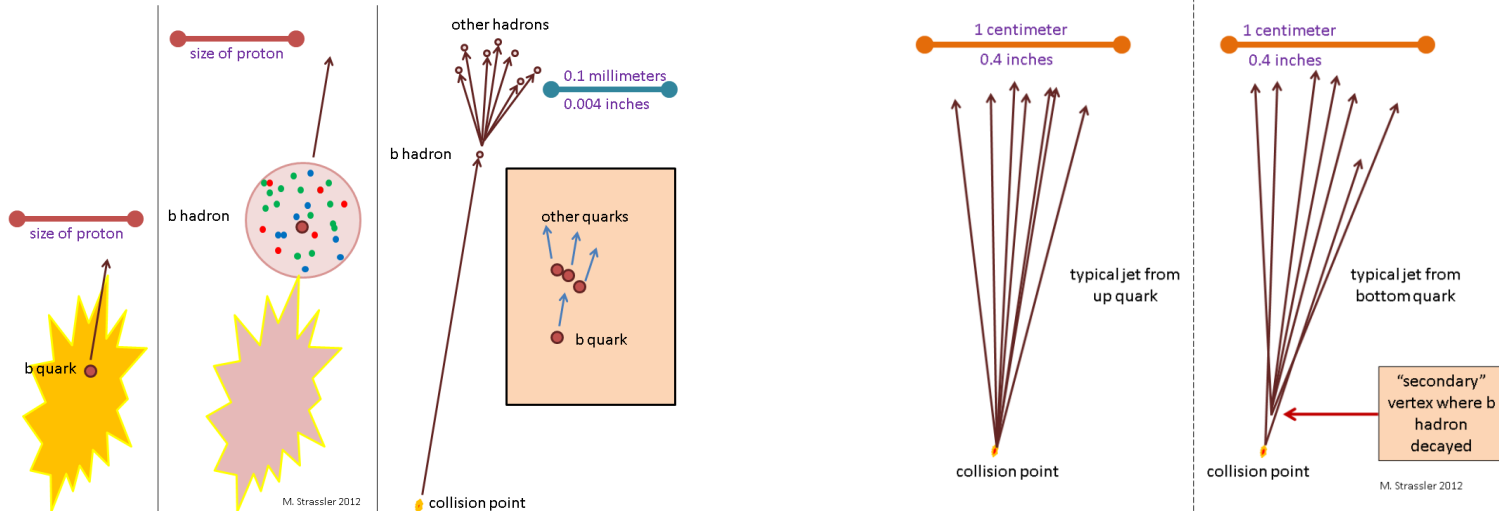 size of proton
b quark
size of proton
b hadron
M. Strassler 2012
other hadrons
0.1 millimeters
0.004 inches
b hadron
other quarks
b quark
collision point
1 centimeter
0.4 inches
typical jet from
up quark
collision point
1 centimeter
0.4 inches
typical jet from
bottom quark
“secondary”
vertex where b
hadron
decayed
collision point
M. Strassler 2012